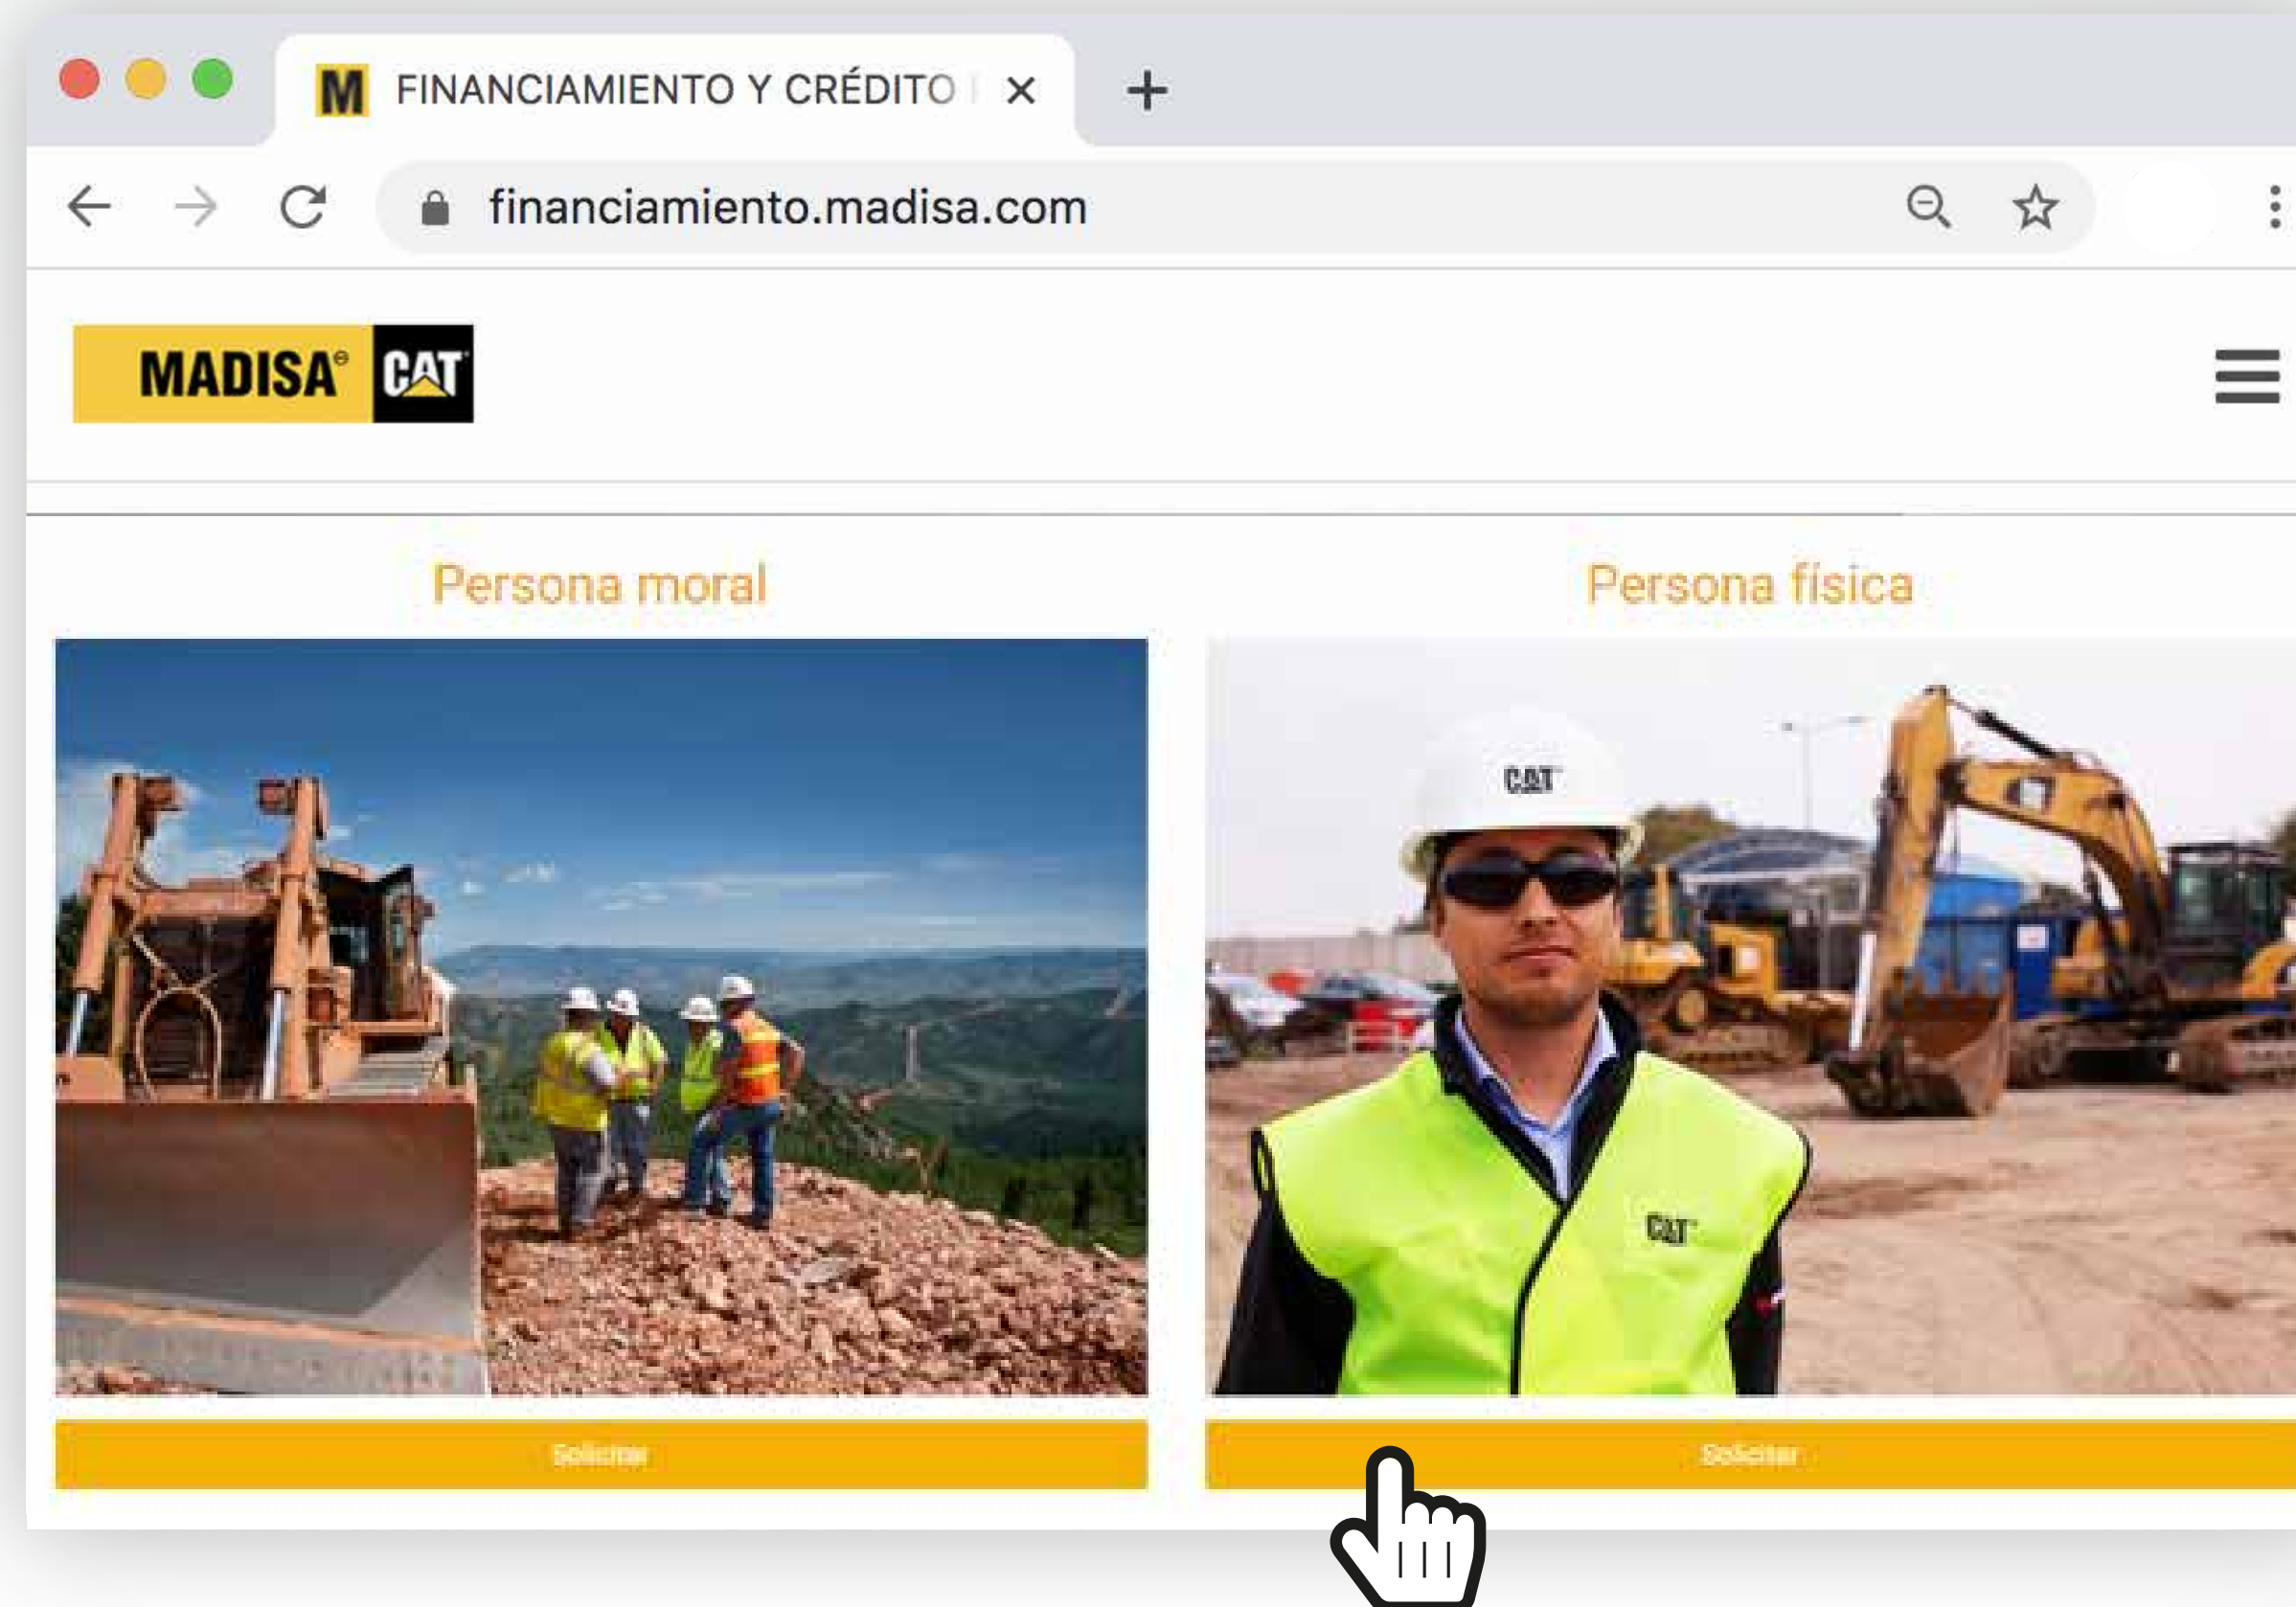 FINANCIAMIENTO Y CRÉDITO
financiamiento.madisa.com
MADISA® CAT
Persona moral
Persona física
CAT
CAT
Solicitar
Solicitar